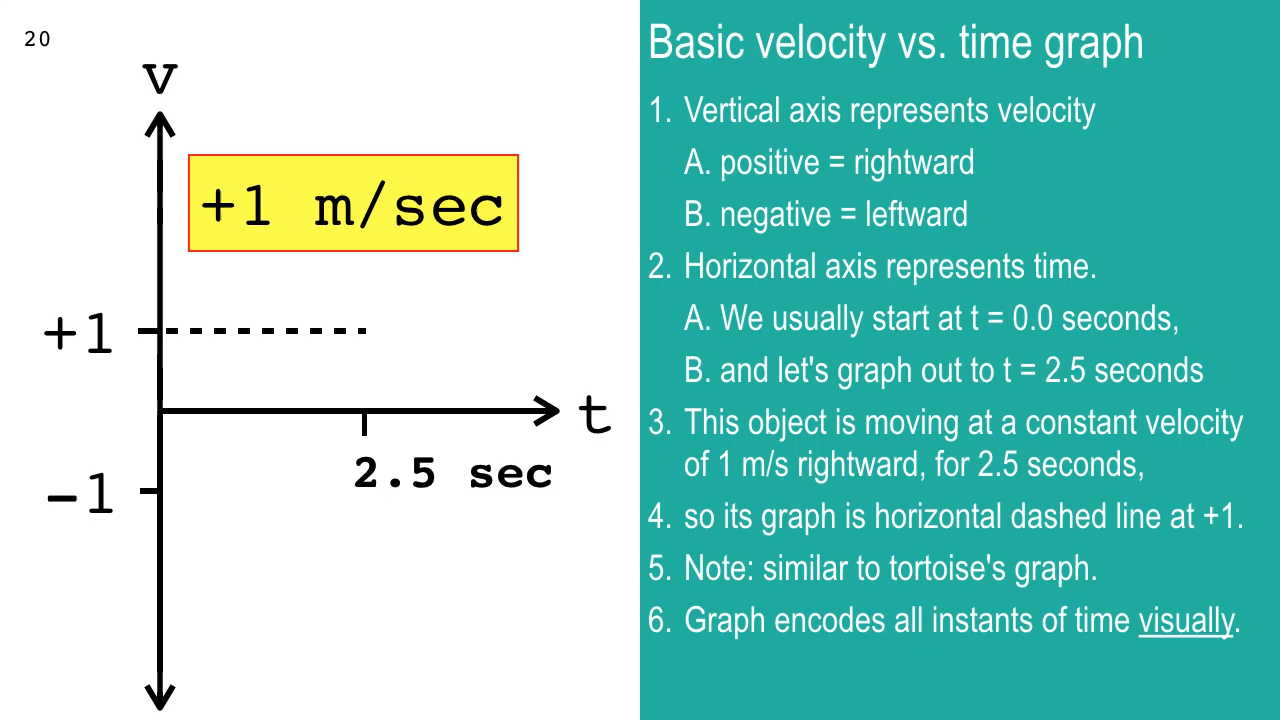 20
v
+1 m/sec
+1
t
2.5 sec
-1
Basic velocity vs. time graph
1. Vertical axis represents velocity
A. positive = rightward
B. negative = leftward
2. Horizontal axis represents time.
A. We usually start at t = 0.0 seconds,
B. and let's graph out to t = 2.5 seconds
3. This object is moving at a constant velocity
of 1 m/s rightward, for 2.5 seconds,
4. so its graph is horizontal dashed line at +1.
5. Note: similar to tortoise's graph.
6. Graph encodes all instants of time visually.